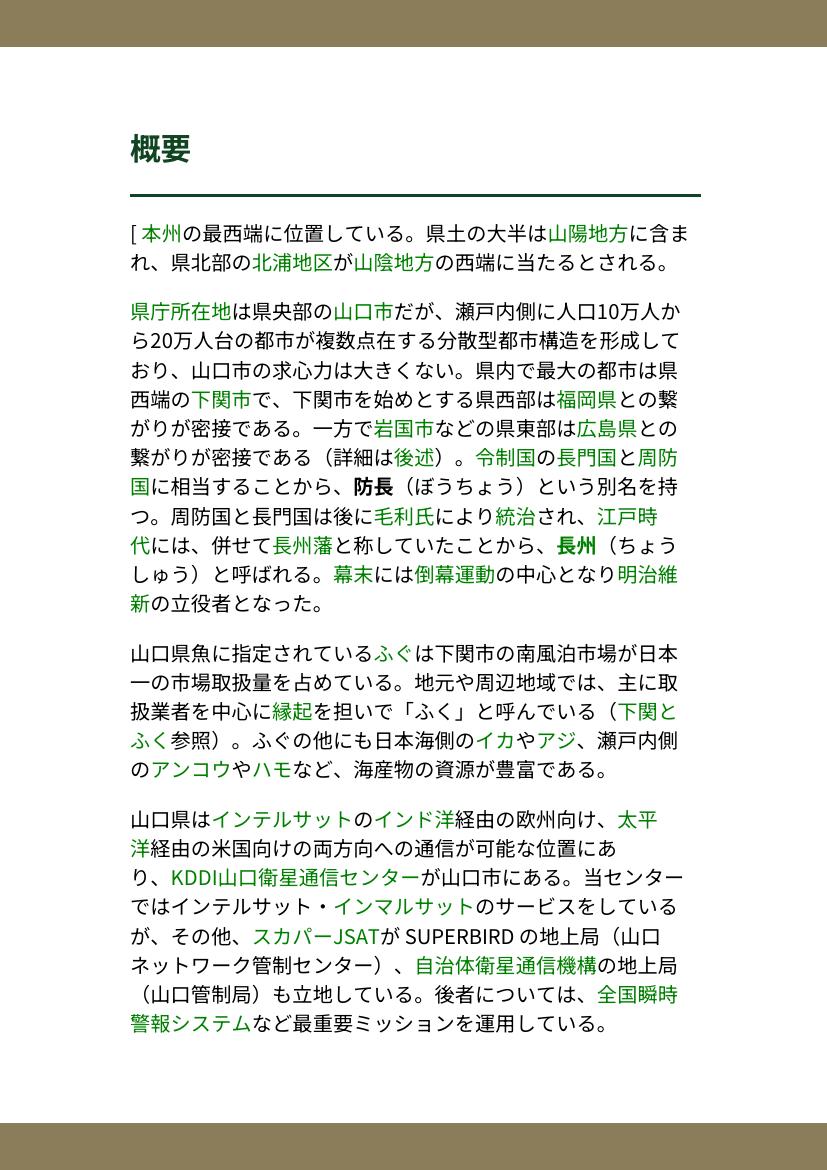 概要
[ 本州の最西端に位置している。県土の大半は山陽地方に含ま
れ、県北部の北浦地区が山陰地方の西端に当たるとされる。
県庁所在地は県央部の山口市だが、瀬戸内側に人口10万人か
ら20万人台の都市が複数点在する分散型都市構造を形成して
おり、山口市の求心力は大きくない。県内で最大の都市は県
西端の下関市で、下関市を始めとする県西部は福岡県との繋
がりが密接である。一方で岩国市などの県東部は広島県との
繋がりが密接である（詳細は後述）。令制国の長門国と周防
国に相当することから、防長（ぼうちょう）という別名を持
つ。周防国と長門国は後に毛利氏により統治され、江戸時
代には、併せて長州藩と称していたことから、長州（ちょう
しゅう）と呼ばれる。幕末には倒幕運動の中心となり明治維
新の立役者となった。
山口県魚に指定されているふぐは下関市の南風泊市場が日本
一の市場取扱量を占めている。地元や周辺地域では、主に取
扱業者を中心に縁起を担いで「ふく」と呼んでいる（下関と
ふく参照）。ふぐの他にも日本海側のイカやアジ、瀬戸内側
のアンコウやハモなど、海産物の資源が豊富である。
山口県はインテルサットのインド洋経由の欧州向け、太平
洋経由の米国向けの両方向への通信が可能な位置にあ
り、KDDI山口衛星通信センターが山口市にある。当センター
ではインテルサット・インマルサットのサービスをしている
が、その他、スカパーJSATが SUPERBIRD の地上局（山口
ネットワーク管制センター）、自治体衛星通信機構の地上局
（山口管制局）も立地している。後者については、全国瞬時
警報システムなど最重要ミッションを運用している。